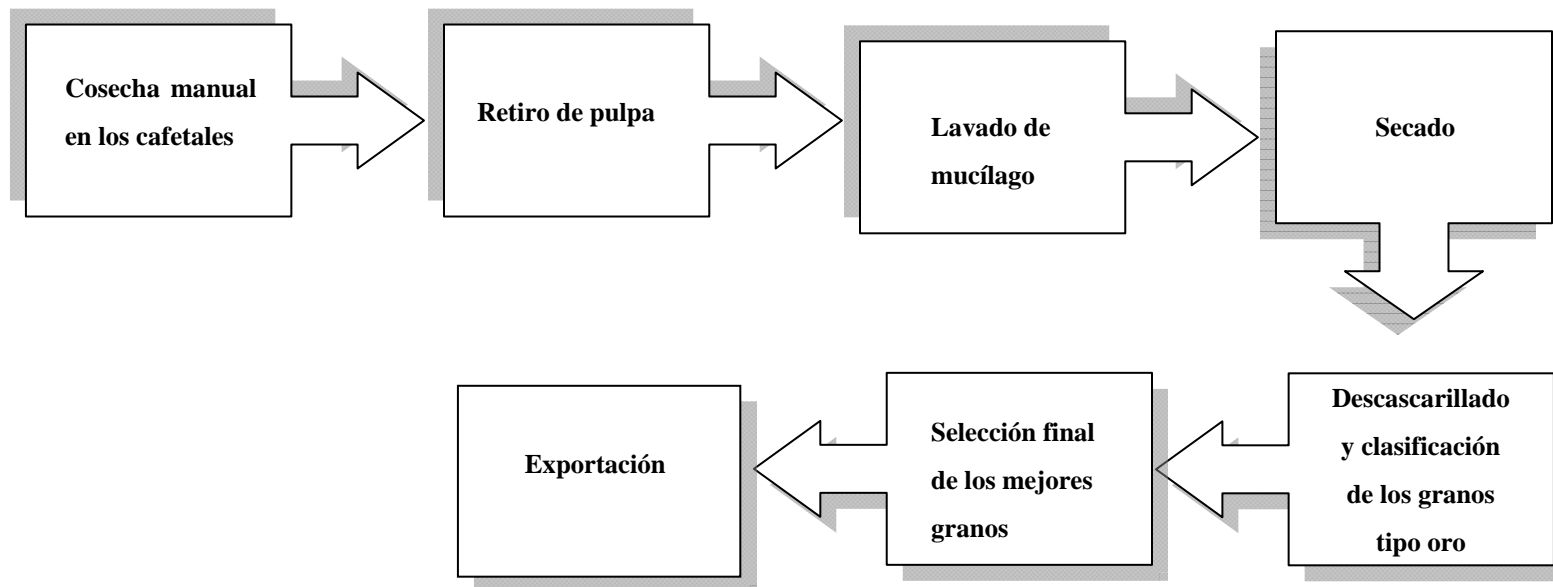 Cosecha manual
en los cafetales
Retiro de pulpa
Lavado de
mucílago
Secado
Descascarillado
y clasificación
de los granos
tipo oro
Selección final
de los mejores
granos
Exportación